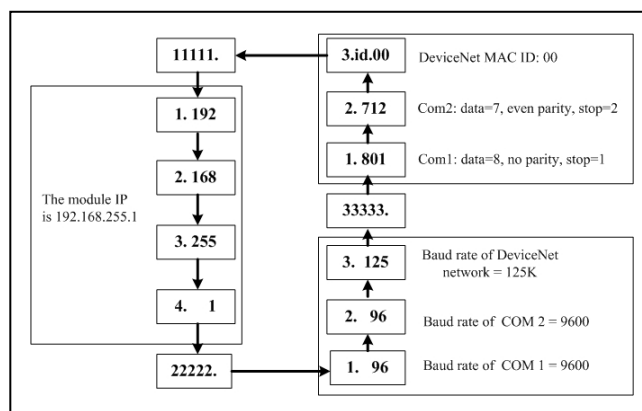 11111.
1. 192
2. 168
3. 255
4. 1
The module IP
is 192.168.255.1
22222.
3.id.00
DeviceNet MAC ID: 00
2. 712
Com2: data=7, even parity, stop=2
1. 801
Com1: data=8, no parity, stop=1
33333.
3. 125
Baud rate of DeviceNet
network = 125K
2. 96
Baud rate of COM 2 = 9600
1. 96
Baud rate of COM 1 = 9600